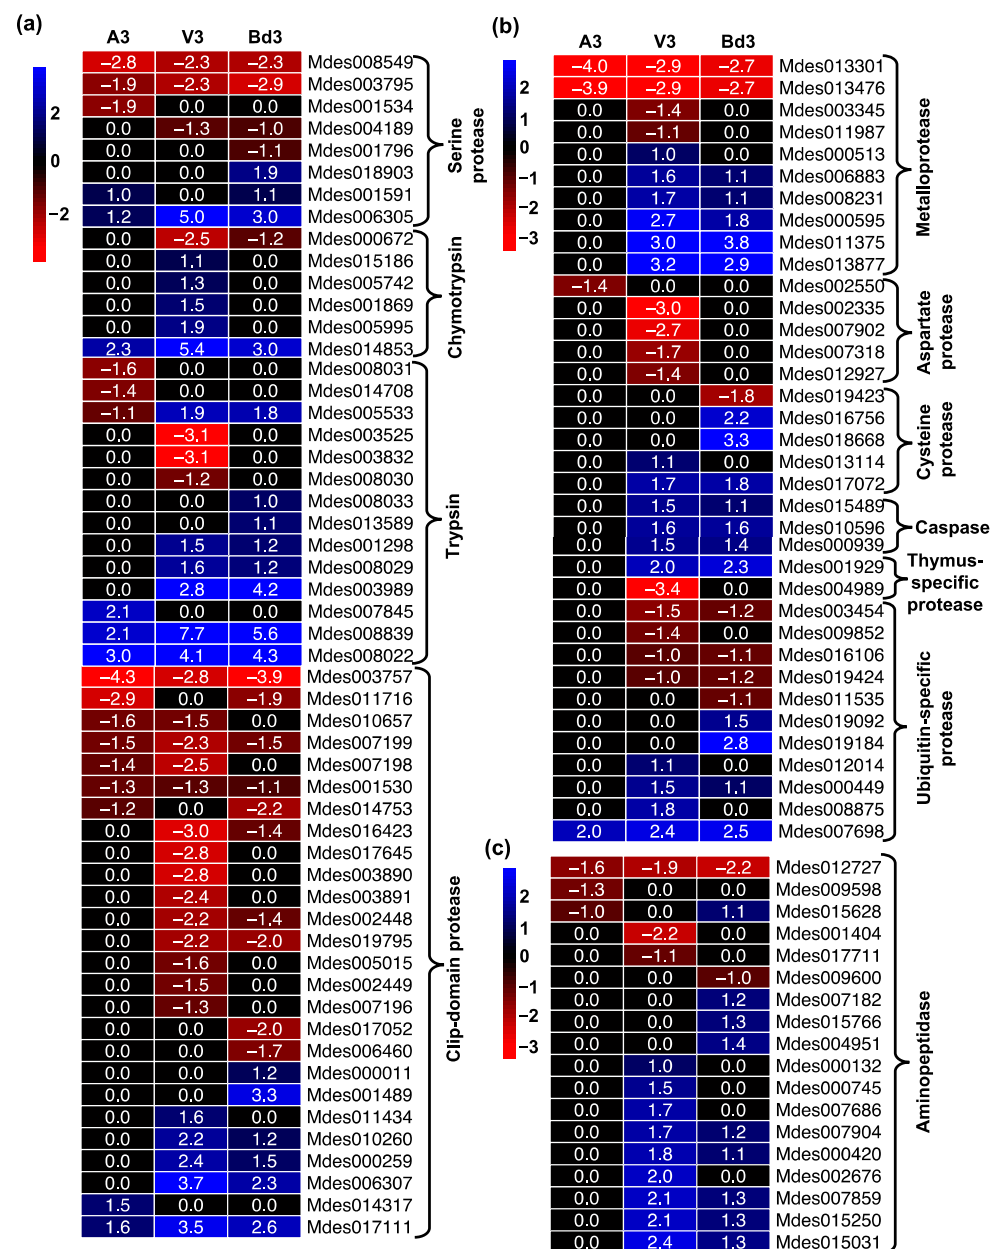 (a)
A3 V3 Bd3
2
0
−2
−2.8 −2.3 −2.3 Mdes008549
−1.9 −2.3 −2.9 Mdes003795
−1.9 0.0 0.0 Mdes001534
0.0 −1.3 −1.0 Mdes004189
0.0 0.0 −1.1 Mdes001796
0.0 0.0 1.9 Mdes018903
1.0 0.0 1.1 Mdes001591
1.2 5.0 3.0 Mdes006305
Serine
protease
0.0 −2.5 −1.2 Mdes000672
0.0 1.1 0.0 Mdes015186
0.0 1.3 0.0 Mdes005742
0.0 1.5 0.0 Mdes001869
0.0 1.9 0.0 Mdes005995
2.3 5.4 3.0 Mdes014853
Chymotrypsin
−1.6 0.0 0.0 Mdes008031
−1.4 0.0 0.0 Mdes014708
−1.1 1.9 1.8 Mdes005533
0.0 −3.1 0.0 Mdes003525
0.0 −3.1 0.0 Mdes003832
0.0 −1.2 0.0 Mdes008030
0.0 0.0 1.0 Mdes008033
0.0 0.0 1.1 Mdes013589
0.0 1.5 1.2 Mdes001298
0.0 1.6 1.2 Mdes008029
0.0 2.8 4.2 Mdes003989
2.1 0.0 0.0 Mdes007845
2.1 7.7 5.6 Mdes008839
3.0 4.1 4.3 Mdes008022
Trypsin
−4.3 −2.8 −3.9 Mdes003757
−2.9 0.0 −1.9 Mdes011716
−1.6 −1.5 0.0 Mdes010657
−1.5 −2.3 −1.5 Mdes007199
−1.4 −2.5 0.0 Mdes007198
−1.3 −1.3 −1.1 Mdes001530
−1.2 0.0 −2.2 Mdes014753
0.0 −3.0 −1.4 Mdes016423
0.0 −2.8 0.0 Mdes017645
0.0 −2.8 0.0 Mdes003890
0.0 −2.4 0.0 Mdes003891
0.0 −2.2 −1.4 Mdes002448
0.0 −2.2 −2.0 Mdes019795
0.0 −1.6 0.0 Mdes005015
0.0 −1.5 0.0 Mdes002449
0.0 −1.3 0.0 Mdes007196
0.0 0.0 −2.0 Mdes017052
0.0 0.0 −1.7 Mdes006460
0.0 0.0 1.2 Mdes000011
0.0 0.0 3.3 Mdes001489
0.0 1.6 0.0 Mdes011434
0.0 2.2 1.2 Mdes010260
0.0 2.4 1.5 Mdes000259
0.0 3.7 2.3 Mdes006307
1.5 0.0 0.0 Mdes014317
1.6 3.5 2.6 Mdes017111
Clip-domain protease
(b)
A3 V3 Bd3
2
1
0
−1
−2
−3
−4.0 −2.9 −2.7 Mdes013301
−3.9 −2.9 −2.7 Mdes013476
0.0 −1.4 0.0 Mdes003345
0.0 −1.1 0.0 Mdes011987
0.0 1.0 0.0 Mdes000513
0.0 1.6 1.1 Mdes006883
0.0 1.7 1.1 Mdes008231
0.0 2.7 1.8 Mdes000595
0.0 3.0 3.8 Mdes011375
0.0 3.2 2.9 Mdes013877
Metalloprotease
−1.4 0.0 0.0 Mdes002550
0.0 −3.0 0.0 Mdes002335
0.0 −2.7 0.0 Mdes007902
0.0 −1.7 0.0 Mdes007318
0.0 −1.4 0.0 Mdes012927
Aspartate
protease
0.0 0.0 −1.8 Mdes019423
0.0 0.0 2.2 Mdes016756
0.0 0.0 3.3 Mdes018668
0.0 1.1 0.0 Mdes013114
0.0 1.7 1.8 Mdes017072
Cysteine
protease
0.0 1.5 1.1 Mdes015489
0.0 1.6 1.6 Mdes010596
0.0 1.5 1.4 Mdes000939
Caspase
0.0 2.0 2.3 Mdes001929
0.0 −3.4 0.0 Mdes004989
Thymus-
specific
protease
0.0 −1.5 −1.2 Mdes003454
0.0 −1.4 0.0 Mdes009852
0.0 −1.0 −1.1 Mdes016106
0.0 −1.0 −1.2 Mdes019424
0.0 0.0 −1.1 Mdes011535
0.0 0.0 1.5 Mdes019092
0.0 0.0 2.8 Mdes019184
0.0 1.1 0.0 Mdes012014
0.0 1.5 1.1 Mdes000449
0.0 1.8 0.0 Mdes008875
2.0 2.4 2.5 Mdes007698
Ubiquitin-specific
protease
(c)
2
1
0
−1
−2
−3
−1.6 −1.9 −2.2 Mdes012727
−1.3 0.0 0.0 Mdes009598
−1.0 0.0 1.1 Mdes015628
0.0 −2.2 0.0 Mdes001404
0.0 −1.1 0.0 Mdes017711
0.0 0.0 −1.0 Mdes009600
0.0 0.0 1.2 Mdes007182
0.0 0.0 1.3 Mdes015766
0.0 0.0 1.4 Mdes004951
0.0 1.0 0.0 Mdes000132
0.0 1.5 0.0 Mdes000745
0.0 1.7 0.0 Mdes007686
0.0 1.7 1.2 Mdes007904
0.0 1.8 1.1 Mdes000420
0.0 2.0 0.0 Mdes002676
0.0 2.1 1.3 Mdes007859
0.0 2.1 1.3 Mdes015250
0.0 2.4 1.3 Mdes015031
Aminopeptidase